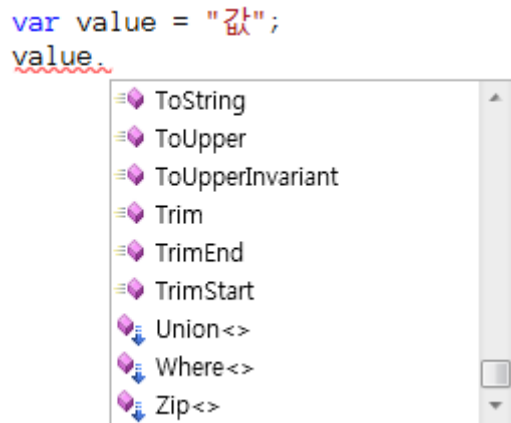 var value = "값";
value.
ToString
ToUpper
ToUpperInvariant
Trim
TrimEnd
TrimStart
Union<>
Where<>
Zip<>